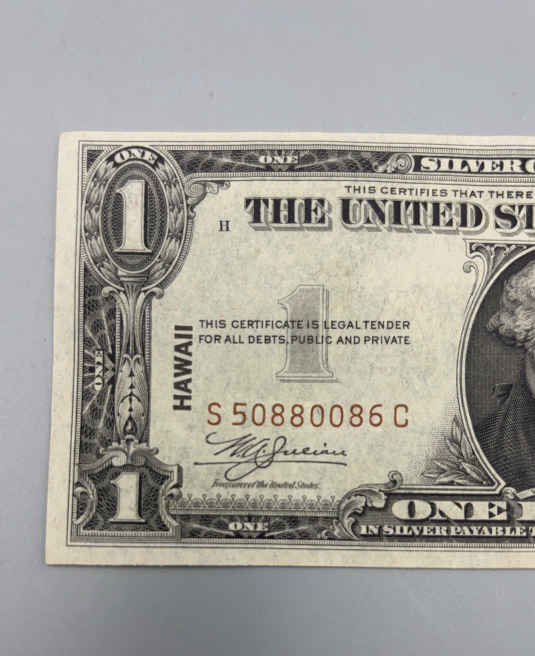 ONE
ONE
SILVER C
1
THIS CERTIFIES THAT THERE
H
THE UNITED ST
1
THIS CERTIFICATE IS LEGAL TENDER
FOR ALL DEBTS, PUBLIC AND PRIVATE
HAWAII
ONE
S 50880086 C
W. A. Julian
Treasurer of the United States.
1
ONE
ONE
IN SILVER PAYABLE T